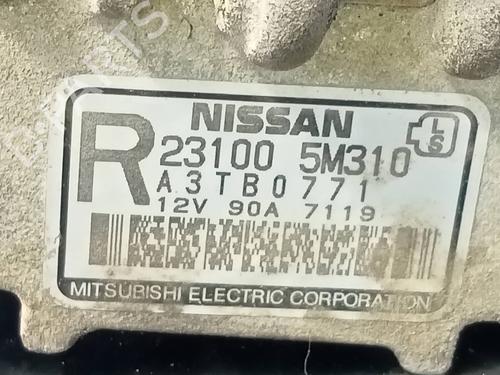 NISSAN
R
23100 5M310
L
S
A3TB0771
12V 90A 7119
MITSUBISHI ELECTRIC CORPORATION